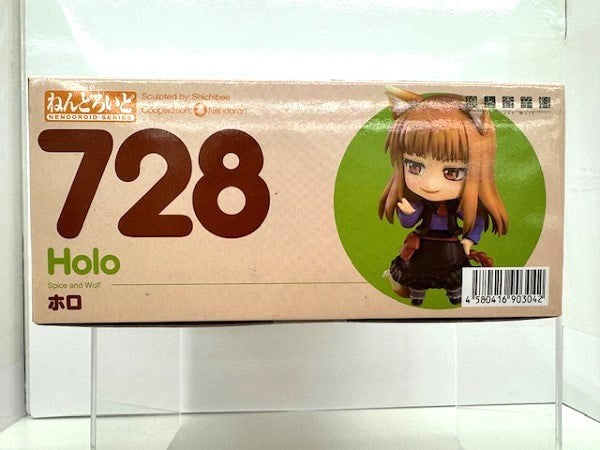 ねんどろいど
NENDOROID·SERIES
Sculpted by: Shichibee
Cooperation: Nendoron
728
Holo
Spice and Wolf
ホロ
4 580416 903042